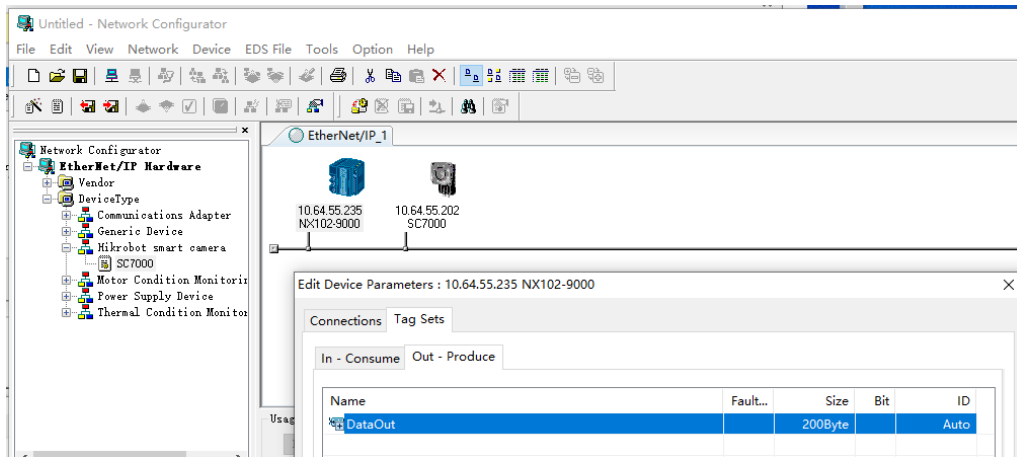 Untitled - Network Configurator
File Edit View Network Device EDS File Tools Option Help
EtherNet/IP_1
Network Configurator
EtherNet/IP Hardware
Vendor
DeviceType
Communications Adapter
Generic Device
Hikrobot smart camera
SC7000
Motor Condition Monitorin
Power Supply Device
Thermal Condition Monitor
10.64.55.235
NX102-9000
10.64.55.202
SC7000
Usag
Edit Device Parameters : 10.64.55.235 NX102-9000
Connections Tag Sets
In - Consume Out - Produce
Name Fault... Size Bit ID
DataOut 200Byte Auto